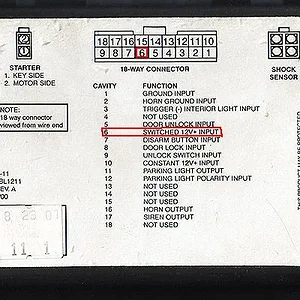 18 17 16 15 14 13 12 11 10
9 8 7 6 5 4 3 2 1
STARTER
1. KEY SIDE
2. MOTOR SIDE
18-WAY CONNECTOR
SHOCK
SENSOR
NOTE:
18 way connector
viewed from wire end
CAVITY FUNCTION
1 GROUND INPUT
2 HORN GROUND INPUT
3 TRIGGER (-) INTERIOR LIGHT INPUT
4 NOT USED
5 DOOR UNLOCK INPUT
6 SWITCHED 12V+ INPUT
7 DISARM BUTTON INPUT
8 DOOR LOCK INPUT
9 UNLOCK SWITCH INPUT
10 CONSTANT 12V+ INPUT
11 PARKING LIGHT OUTPUT
12 PARKING LIGHT POLARITY INPUT
13 NOT USED
14 NOT USED
15 NOT USED
16 HORN OUTPUT
17 SIREN OUTPUT
18 NOT USED
-11
BL1211
REV. A
11 1